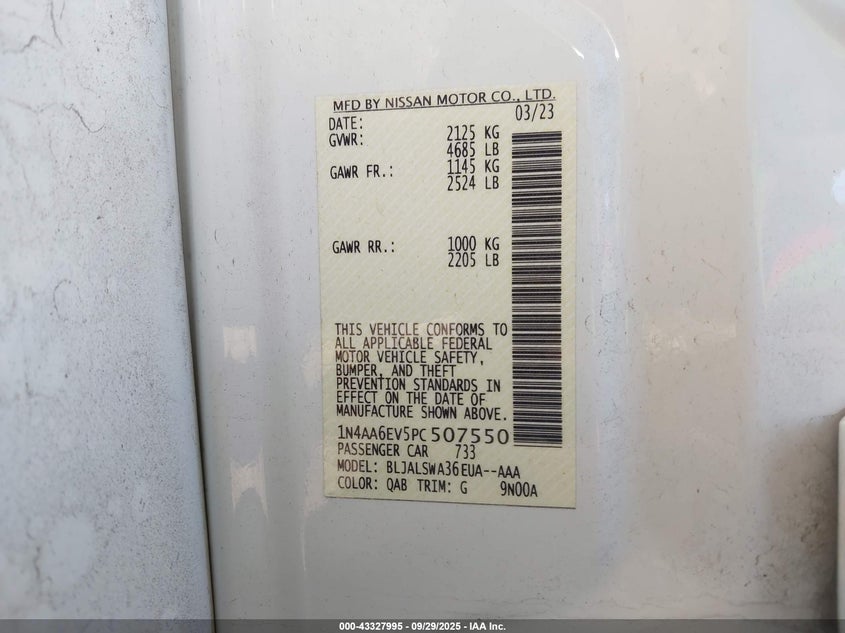 MFD BY NISSAN MOTOR CO., LTD.
DATE: 03/23
GVWR: 2125 KG
4685 LB
GAWR FR.: 1145 KG
2524 LB
GAWR RR.: 1000 KG
2205 LB
THIS VEHICLE CONFORMS TO
ALL APPLICABLE FEDERAL
MOTOR VEHICLE SAFETY,
BUMPER, AND THEFT
PREVENTION STANDARDS IN
EFFECT ON THE DATE OF
MANUFACTURE SHOWN ABOVE.
1N4AA6EV5PC507550
PASSENGER CAR 733
MODEL: BLJALSWA36EUA--AAA
COLOR: QAB TRIM: G 9N00A
000-43327995 - 09/29/2025 - IAA Inc.